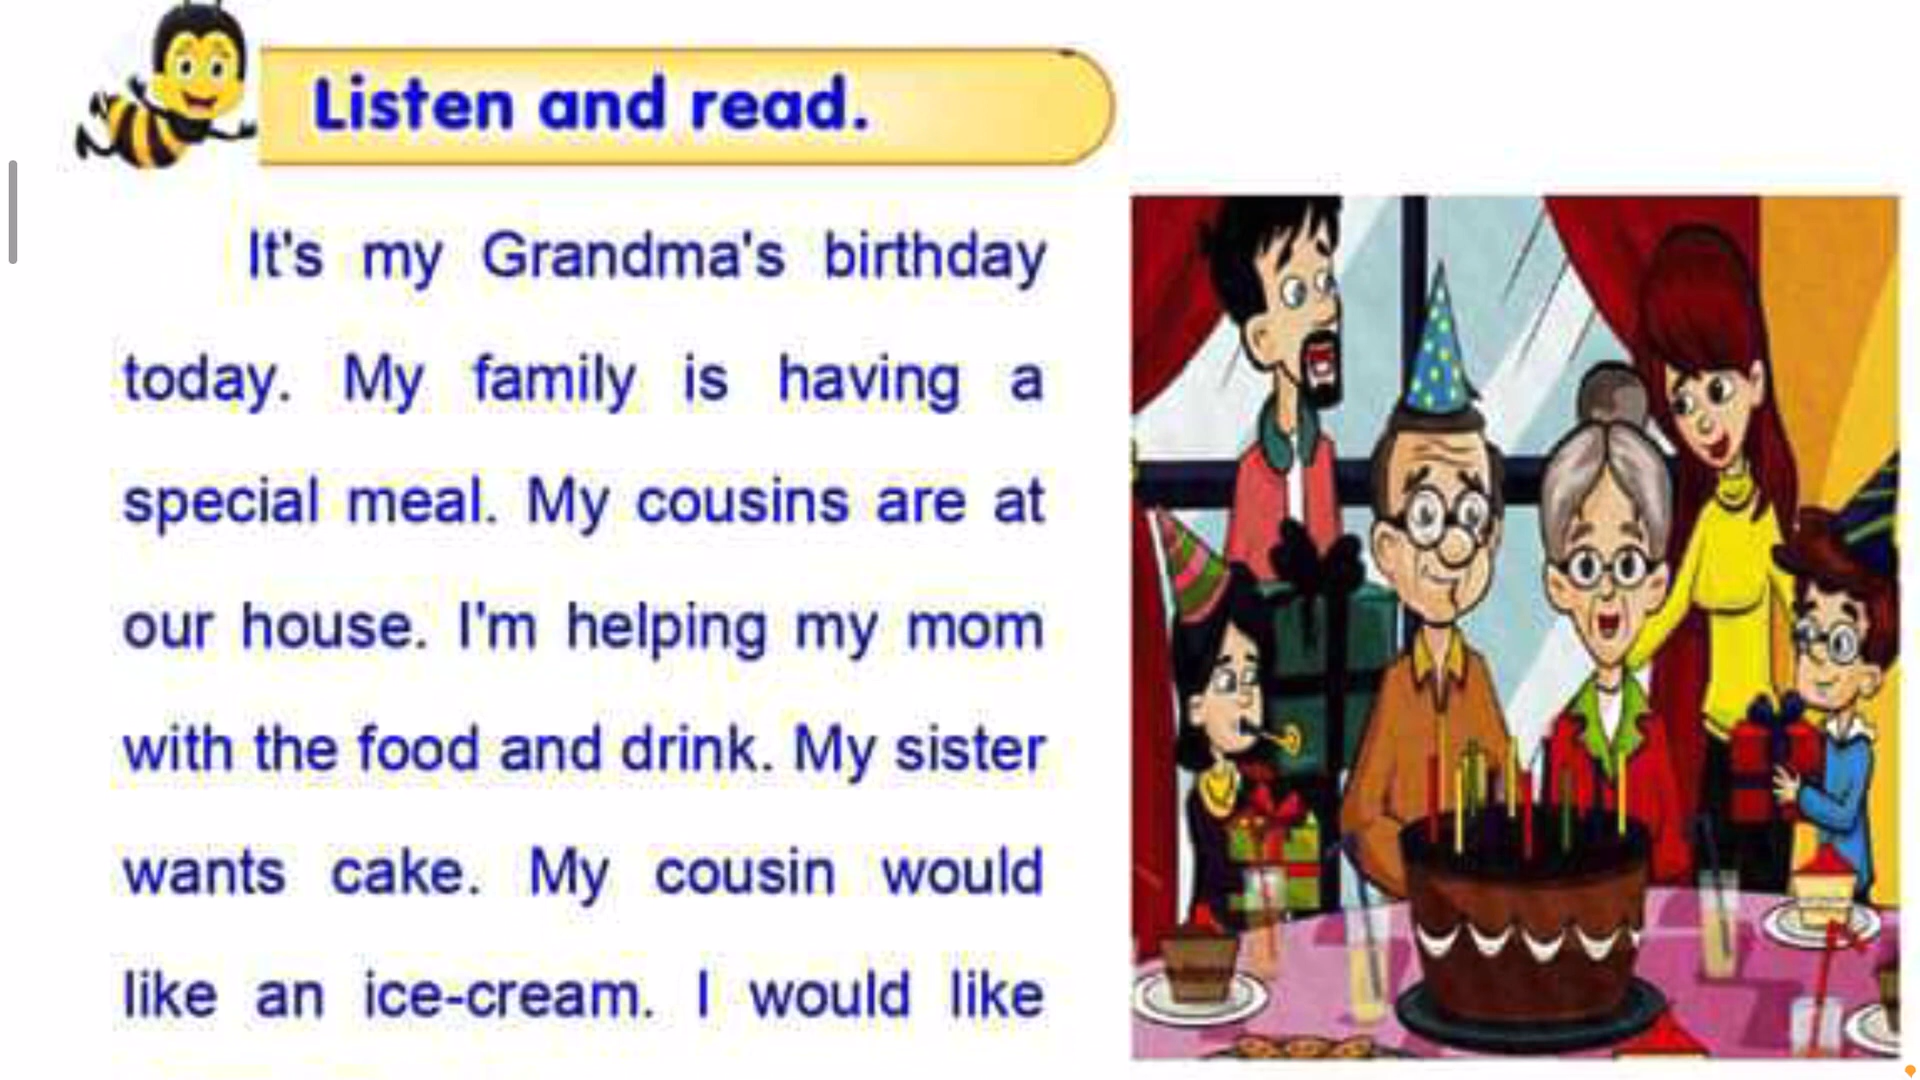 Listen and read.
It's my Grandma's birthday
today. My family is having a
special meal. My cousins are at
our house. I'm helping my mom
with the food and drink. My sister
wants cake. My cousin would
like an ice-cream. I would like